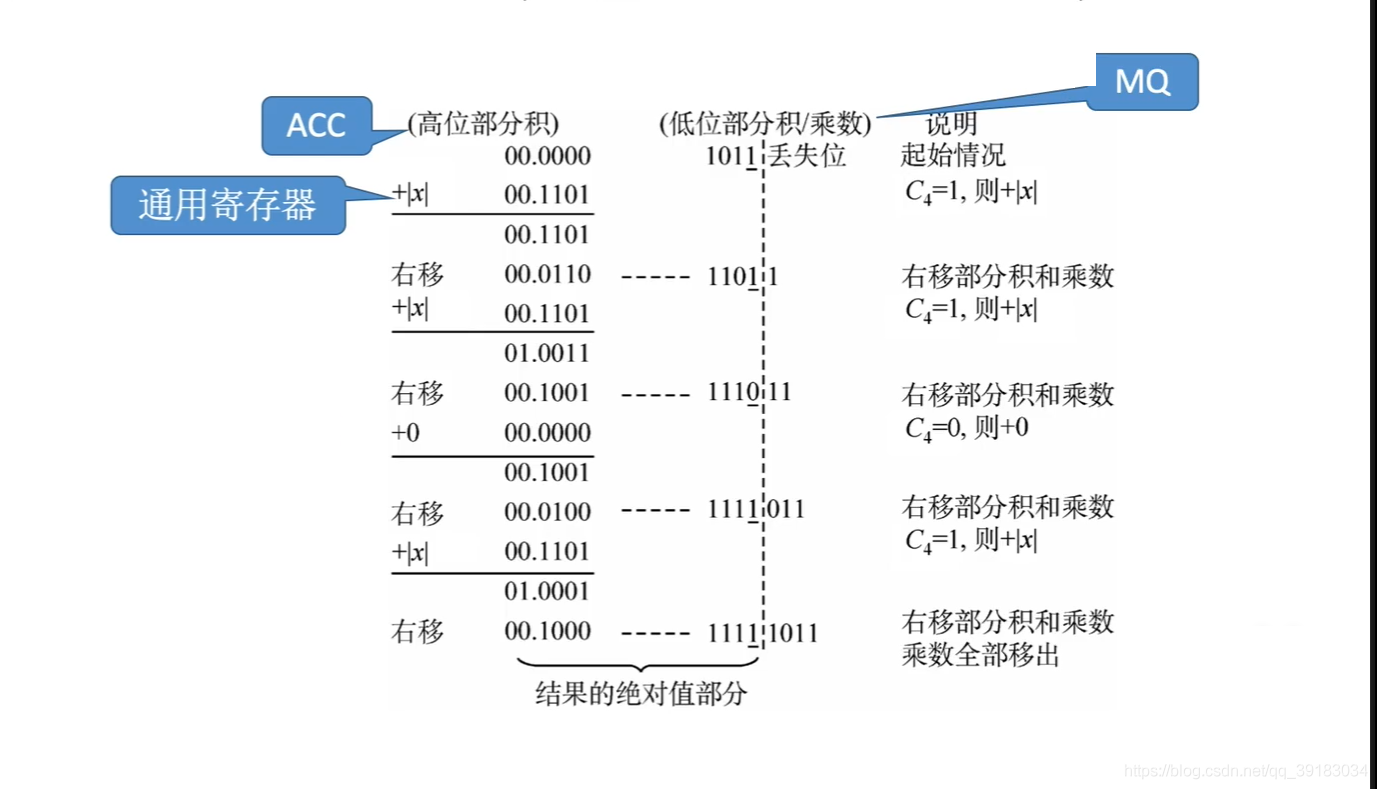 MQ
ACC (高位部分积) (低位部分积/乘数) 说明
00.0000 1011 丢失位 起始情况
通用寄存器 +|x| 00.1101 C4=1, 则+|x|
00.1101
右移 00.0110 ----- 1101 1 右移部分积和乘数
+|x| 00.1101 C4=1, 则+|x|
01.0011
右移 00.1001 ----- 1110 11 右移部分积和乘数
+0 00.0000 C4=0, 则+0
00.1001
右移 00.0100 ----- 1111 011 右移部分积和乘数
+|x| 00.1101 C4=1, 则+|x|
01.0001
右移 00.1000 ----- 1111 1011 右移部分积和乘数
乘数全部移出
结果的绝对值部分
https://blog.csdn.net/qq_39183034